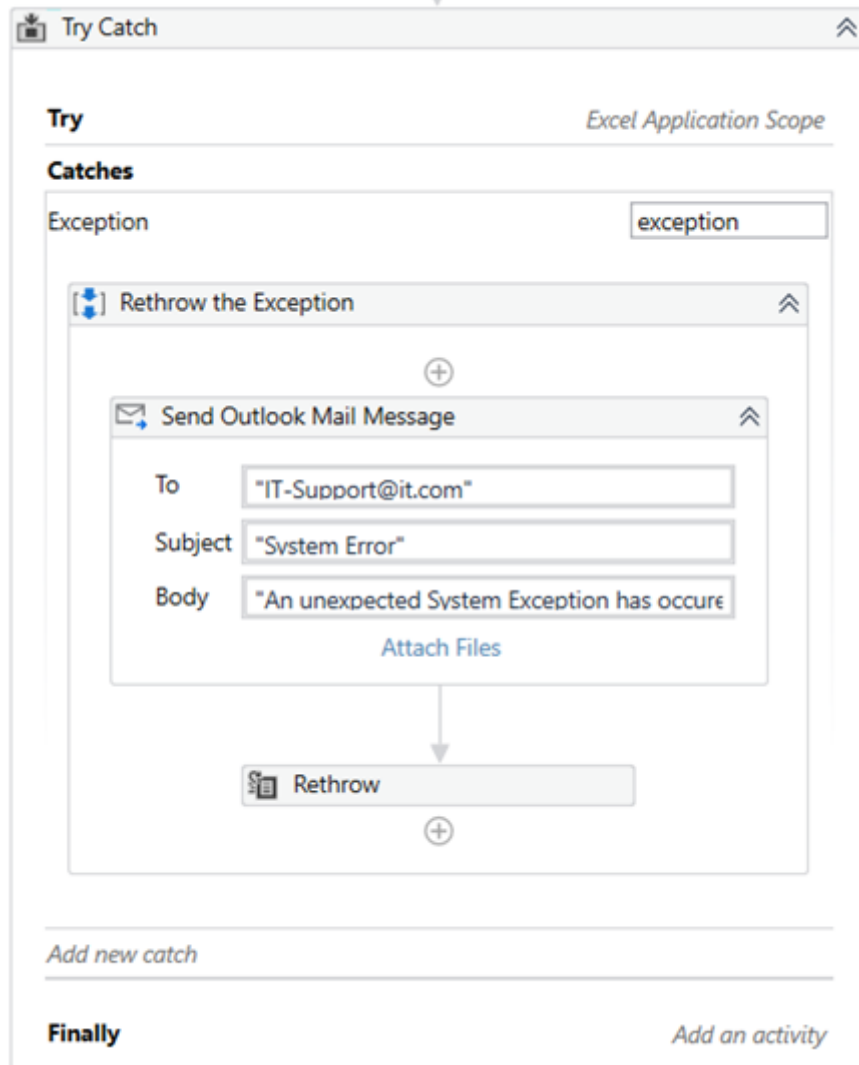 Try Catch
Try Excel Application Scope
Catches
Exception exception
Rethrow the Exception
Send Outlook Mail Message
To "IT-Support@it.com"
Subject "System Error"
Body "An unexpected System Exception has occure
Attach Files
Rethrow
Add new catch
Finally Add an activity